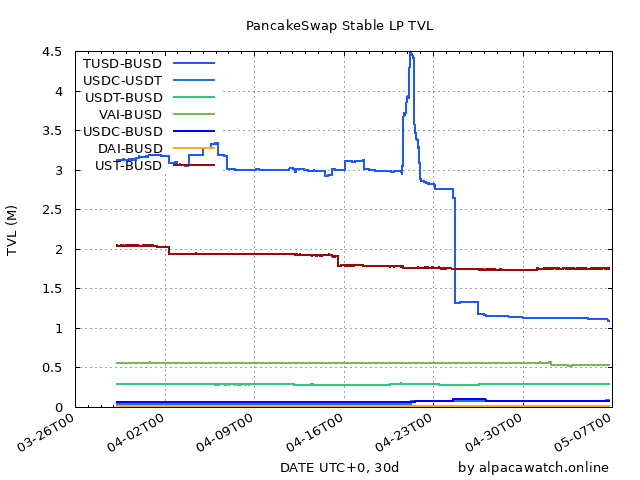 PancakeSwap Stable LP TVL
4.5
4
3.5
3
2.5
2
1.5
1
0.5
0
TVL (M)
TUSD-BUSD
USDC-USDT
USDT-BUSD
VAI-BUSD
USDC-BUSD
DAI-BUSD
UST-BUSD
03-26T00
04-02T00
04-09T00
04-16T00
04-23T00
04-30T00
05-07T00
DATE UTC+0, 30d
by alpacawatch.online